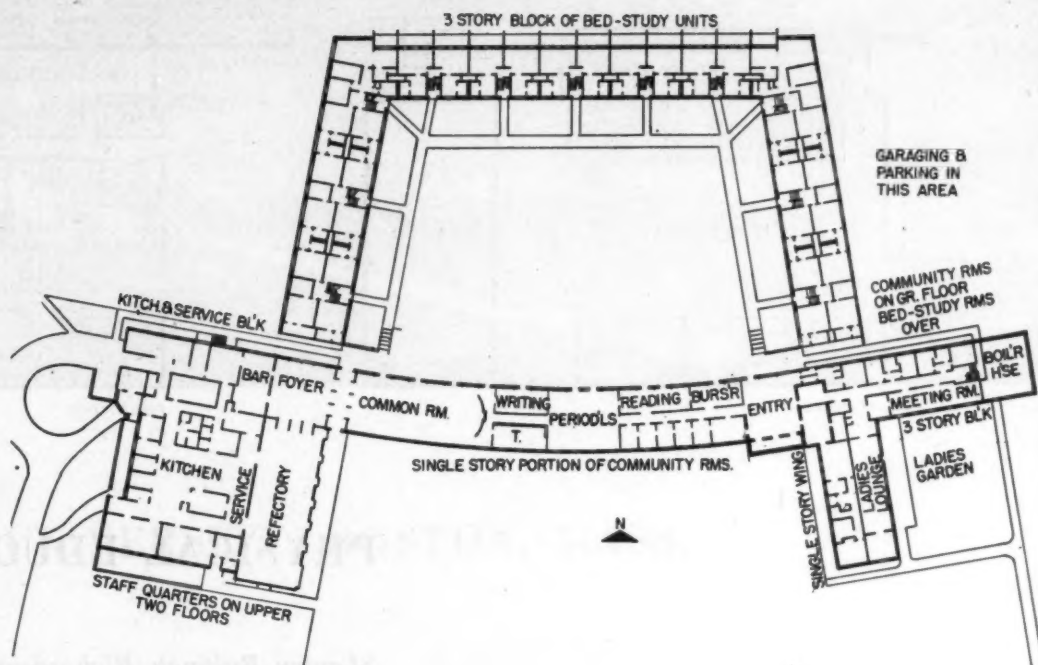 3 STORY BLOCK OF BED-STUDY UNITS
GARAGING &
PARKING IN
THIS AREA
COMMUNITY RMS
ON GR. FLOOR
BED-STUDY RMS
OVER
KITCH.& SERVICE BL'K
BAR
FOYER
COMMON RM.
WRITING
T.
PERIOD'LS
READING
BURS'R
ENTRY
BOIL'R
HSE
MEETING RM.
3 STORY BLK
SINGLE STORY PORTION OF COMMUNITY RMS.
KITCHEN
SERVICE
REFECTORY
SINGLE STORY WING
LADIES
LOUNGE
LADIES
GARDEN
N
STAFF QUARTERS ON UPPER
TWO FLOORS